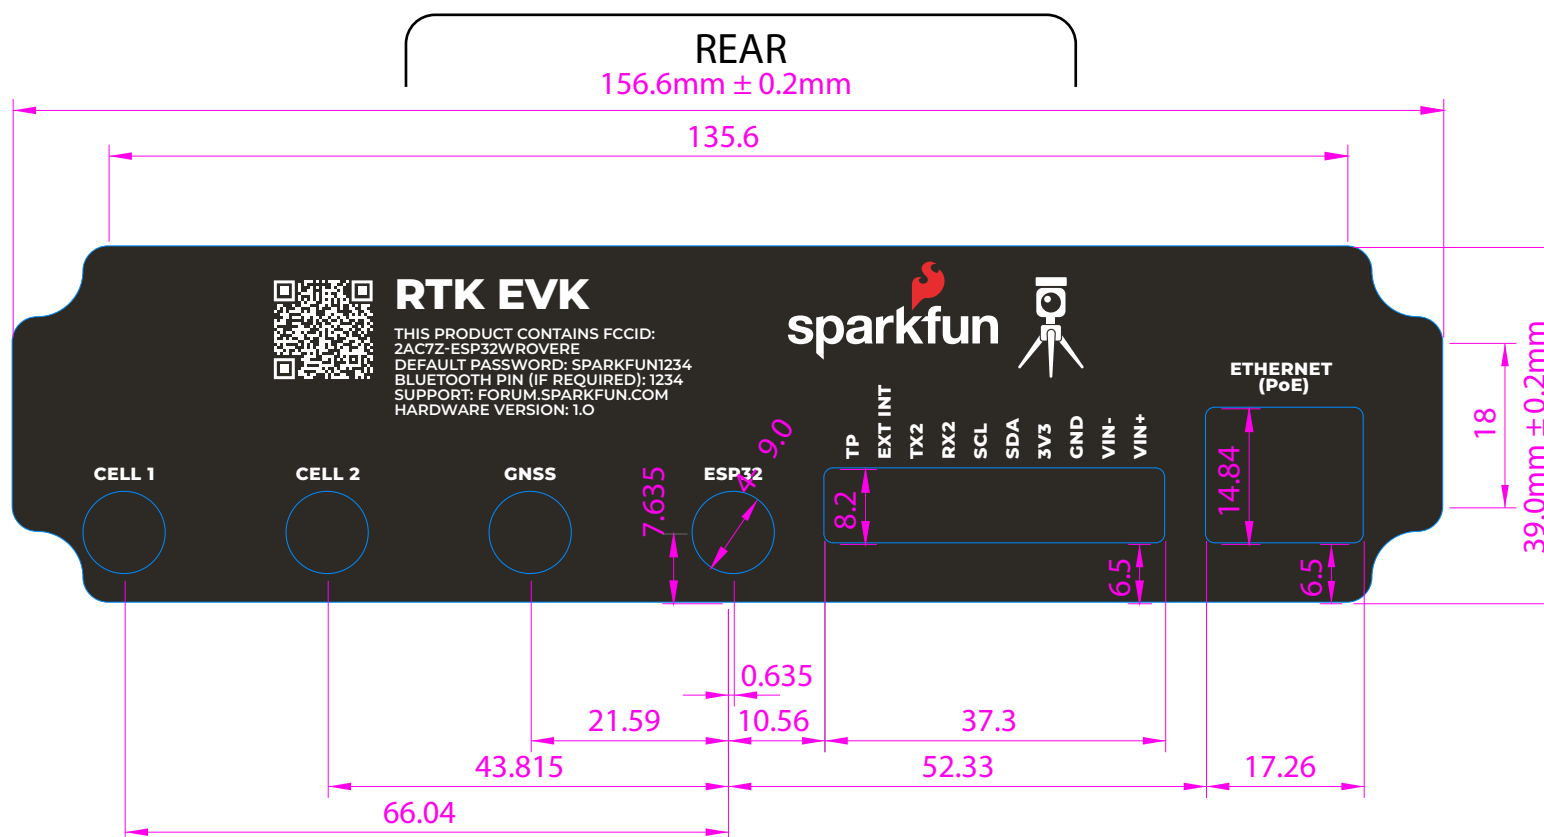 REAR
156.6mm ± 0.2mm
135.6
RTK EVK
THIS PRODUCT CONTAINS FCCID:
2AC7Z-ESP32WROVERE
DEFAULT PASSWORD: SPARKFUN1234
BLUETOOTH PIN (IF REQUIRED): 1234
SUPPORT: FORUM.SPARKFUN.COM
HARDWARE VERSION: 1.0
sparkfun
ETHERNET
(PoE)
TP
EXT INT
TX2
RX2
SCL
SDA
3V3
GND
VIN-
VIN+
CELL 1
CELL 2
GNSS
ESP32
4- 9.0
7.635
8.2
14.84
18
39.0mm ± 0.2mm
6.5
6.5
0.635
21.59
10.56
37.3
43.815
52.33
17.26
66.04